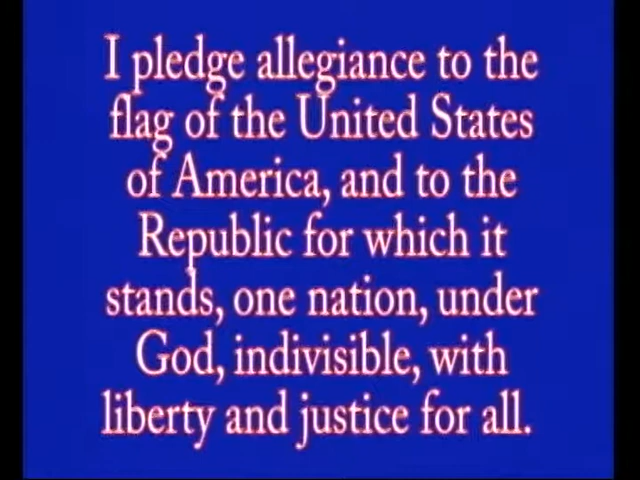 I pledge allegiance to the
flag of the United States
of America, and to the
Republic for which it
stands, one nation, under
God, indivisible, with
liberty and justice for all.